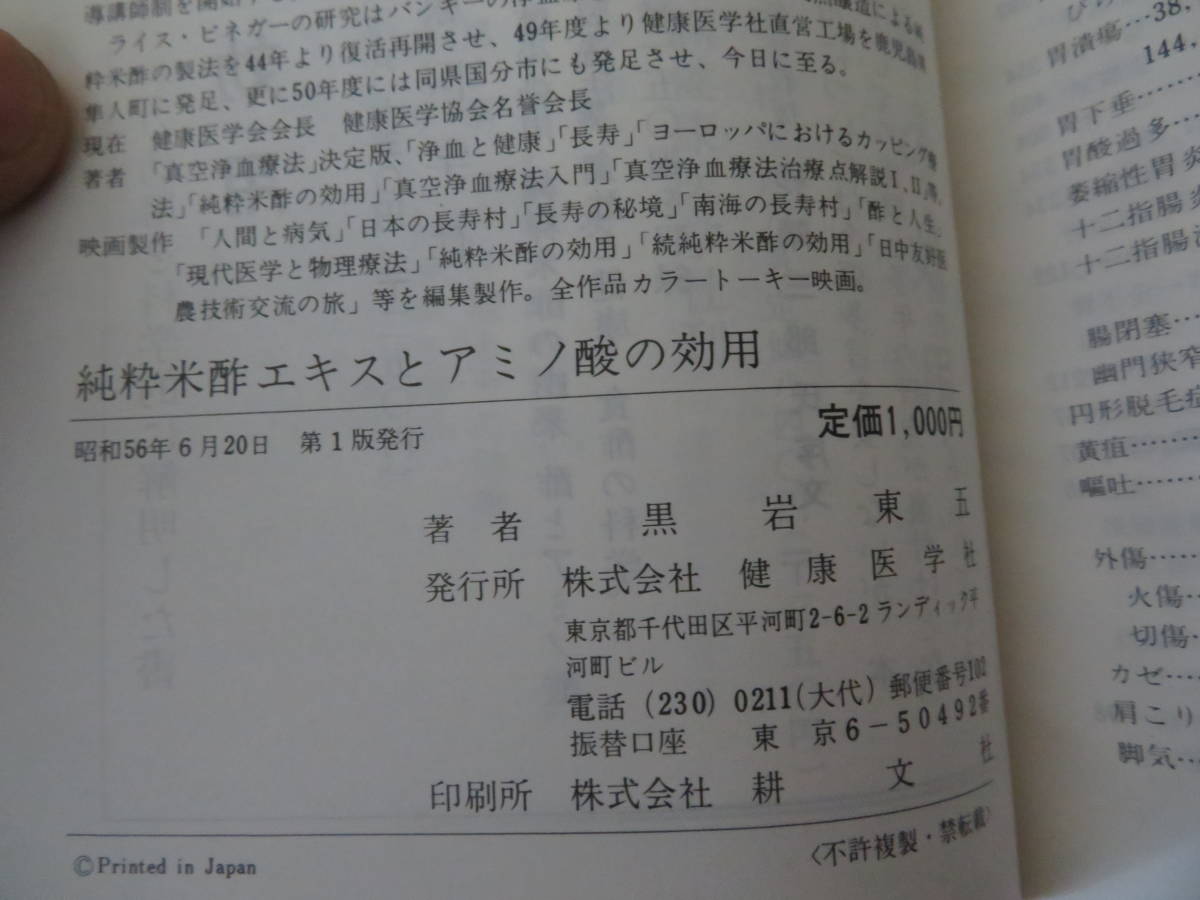 ライス・ビネガーの研究はバンキーの浄血
粋米酢の製法を44年より復活再開させ、49年度より健康医学社直営工場を鹿児島県
隼人町に発足、更に50年度には同県国分市にも発足させ、今日に至る。
現在　健康医学会会長　健康医学協会名誉会長
著者　「真空浄血療法」決定版、「浄血と健康」「長寿」「ヨーロッパにおけるカッピング療
法」「純粋米酢の効用」「真空浄血療法入門」「真空浄血療法治療点解説Ⅰ、Ⅱ」等。
映画製作　「人間と病気」「日本の長寿村」「長寿の秘境」「南海の長寿村」「酢と人生」
「現代医学と物理療法」「純粋米酢の効用」「続純粋米酢の効用」「日中友好医
農技術交流の旅」等を編集製作。全作品カラートーキー映画。
純粋米酢エキスとアミノ酸の効用
昭和56年6月20日　第1版発行
定価1,000円
著者　黒岩東五
発行所　株式会社　健康医学社
東京都千代田区平河町2-6-2ランディック平
河町ビル
電話（230）0211(大代）郵便番号102
振替口座　東京6－50492番
印刷所　株式会社　耕文社
〈不許複製・禁転載〉
©Printed in Japan
胃潰瘍…38.
144.
胃下垂………
胃酸過多…
萎縮性胃炎
十二指腸炎
十二指腸
腸閉塞…
幽門狭窄
円形脱毛症
黄疸……
嘔吐……
外傷……
火傷…
切傷…
カゼ…
肩こり
脚気…